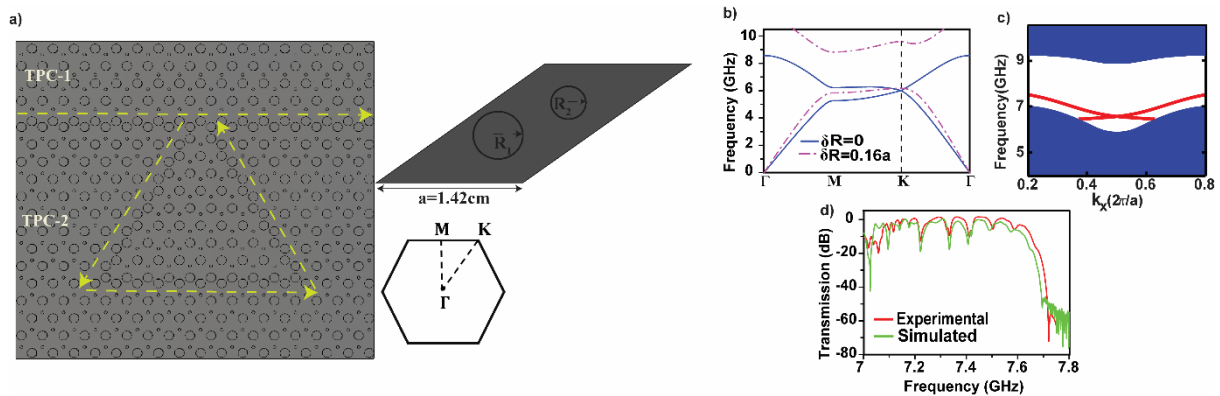 a)
TPC-1
TPC-2
R₁
R₂
a=1.42cm
M
K
Γ
b)
Frequency (GHz)
10
8
6
4
2
0
δR=0
δR=0.16a
Γ
M
K
Γ
c)
Frequency(GHz)
9
7
5
0.2
0.4
0.6
0.8
kₓ(2π/a)
d)
Transmission (dB)
0
-20
-40
-60
-80
Experimental
Simulated
7
7.2
7.4
7.6
7.8
Frequency (GHz)